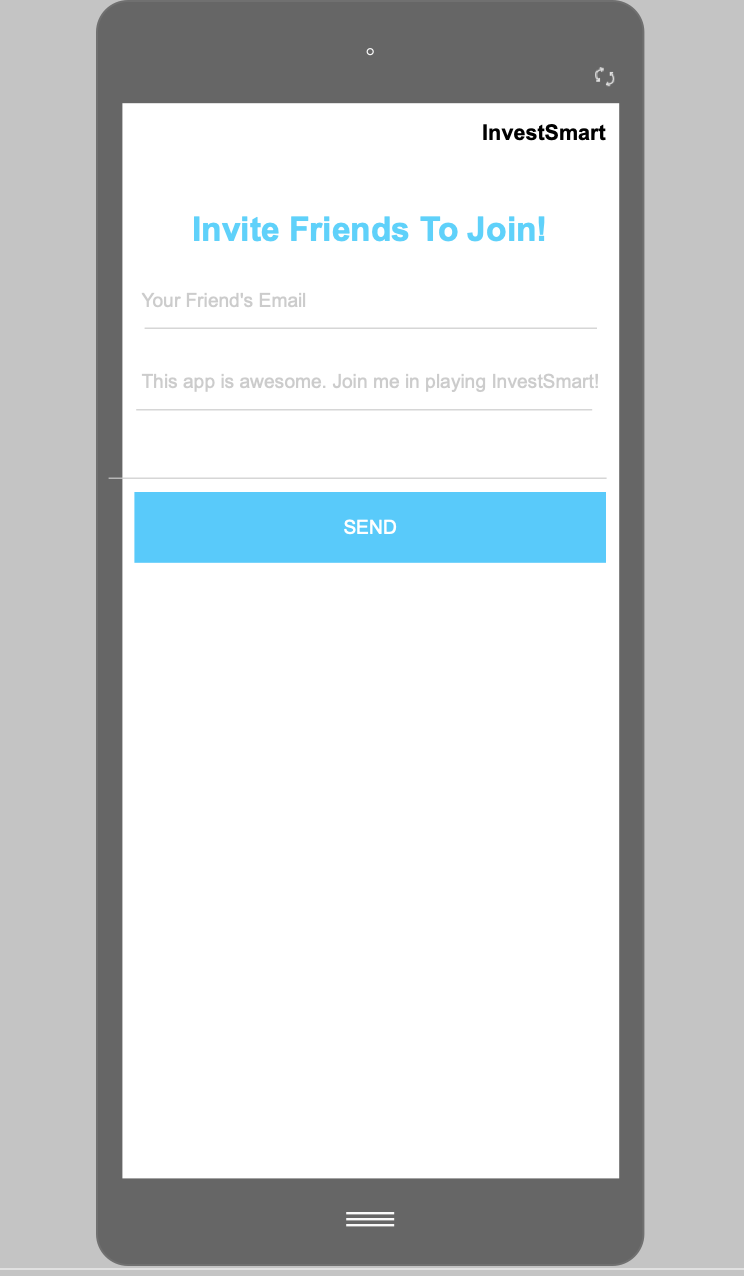 InvestSmart
Invite Friends To Join!
Your Friend's Email
This app is awesome. Join me in playing InvestSmart!
SEND